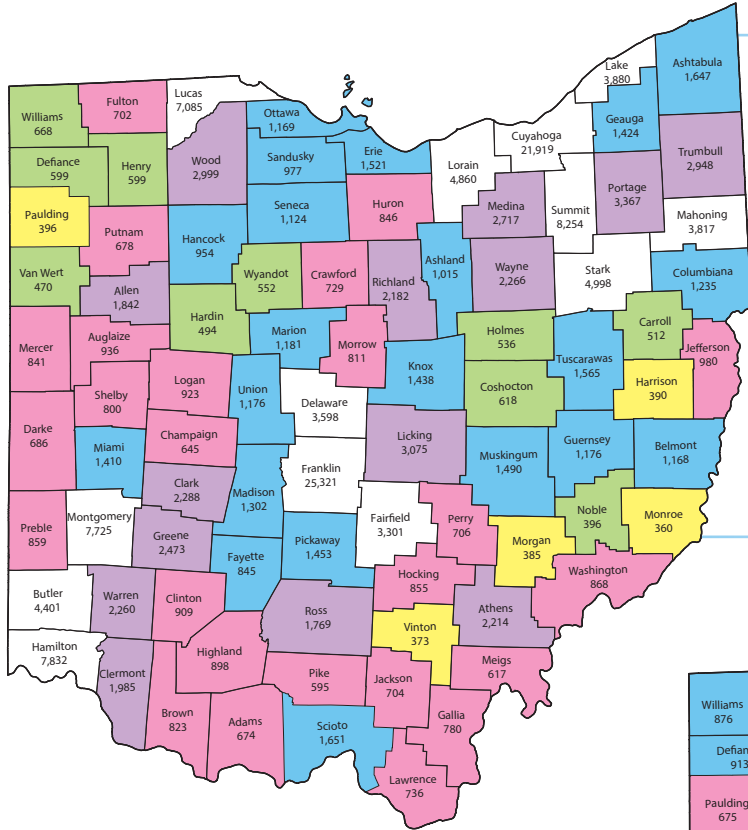 Lake
3,880
Ashtabula
1,647
Geauga
1,424
Cuyahoga
21,919
Trumbull
2,948
Williams
668
Fulton
702
Lucas
7,085
Ottawa
1,169
Wood
2,999
Sandusky
977
Erie
1,521
Lorain
4,860
Medina
2,717
Summit
8,254
Portage
3,367
Mahoning
3,817
Defiance
599
Henry
599
Paulding
396
Putnam
678
Hancock
954
Seneca
1,124
Huron
846
Ashland
1,015
Wayne
2,266
Stark
4,998
Columbiana
1,235
Van Wert
470
Allen
1,842
Wyandot
552
Crawford
729
Richland
2,182
Hardin
494
Marion
1,181
Morrow
811
Holmes
536
Tuscarawas
1,565
Carroll
512
Jefferson
980
Mercer
841
Auglaize
936
Shelby
800
Logan
923
Union
1,176
Delaware
3,598
Knox
1,438
Coshocton
618
Harrison
390
Darke
686
Miami
1,410
Champaign
645
Clark
2,288
Madison
1,302
Franklin
25,321
Licking
3,075
Muskingum
1,490
Guernsey
1,176
Belmont
1,168
Preble
859
Montgomery
7,725
Greene
2,473
Fayette
845
Pickaway
1,453
Fairfield
3,301
Perry
706
Morgan
385
Noble
396
Monroe
360
Washington
868
Butler
4,401
Warren
2,260
Clinton
909
Ross
1,769
Hocking
855
Athens
2,214
Vinton
373
Hamilton
7,832
Clermont
1,985
Highland
898
Pike
595
Jackson
704
Meigs
617
Brown
823
Adams
674
Scioto
1,651
Gallia
780
Lawrence
736
Williams
876
Defian
913
Paulding
675